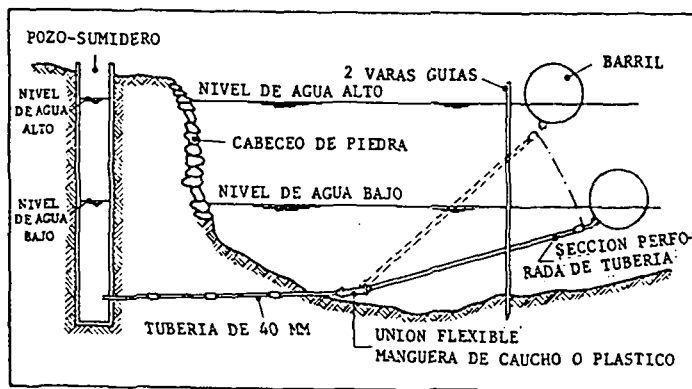 POZO-SUMIDERO
2 VARAS GUIAS
BARRIL
NIVEL
DE AGUA
ALTO
NIVEL DE AGUA ALTO
CABECEO DE PIEDRA
NIVEL
DE AGUA
BAJO
NIVEL DE AGUA BAJO
SECCION PERFO-
RADA DE TUBERIA
TUBERIA DE 40 MM
UNION FLEXIBLE
MANGUERA DE CAUCHO O PLASTICO